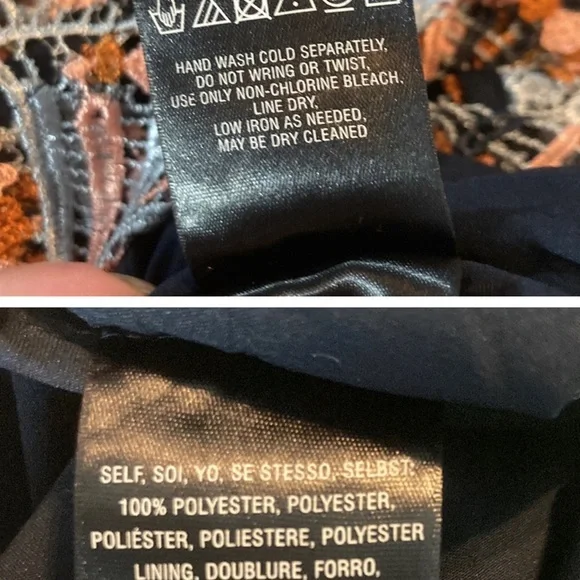 HAND WASH COLD SEPARATELY,
DO NOT WRING OR TWIST,
USE ONLY NON-CHLORINE BLEACH.
LINE DRY,
LOW IRON AS NEEDED,
MAY BE DRY CLEANED
SELF, SOI, YO, SE STESSO, SELBST:
100% POLYESTER, POLYESTER,
POLIÉSTER, POLIESTERE, POLYESTER
LINING, DOUBLURE, FORRO,